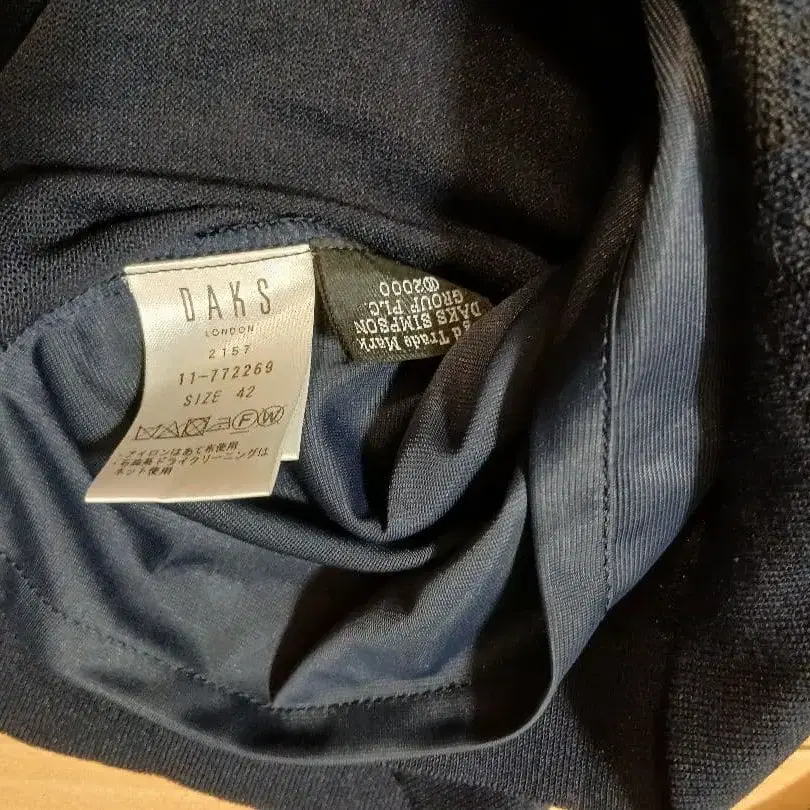 DAKS
LONDON
2157
11-772269
SIZE 42
F W
・アイロンはあて布使用
・石油系ドライクリーニングは
ネット使用
Trade Mark
DAKS SIMPSON
GROUP PLC
©2000